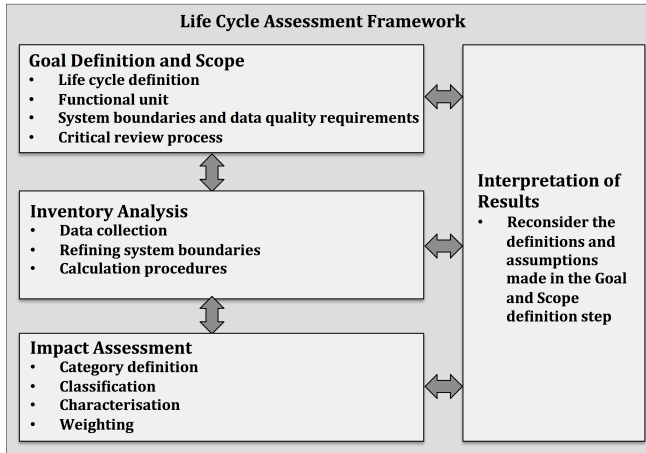 Life Cycle Assessment Framework
Goal Definition and Scope
• Life cycle definition
• Functional unit
• System boundaries and data quality requirements
• Critical review process
Inventory Analysis
• Data collection
• Refining system boundaries
• Calculation procedures
Impact Assessment
• Category definition
• Classification
• Characterisation
• Weighting
Interpretation of
Results
• Reconsider the
definitions and
assumptions
made in the Goal
and Scope
definition step